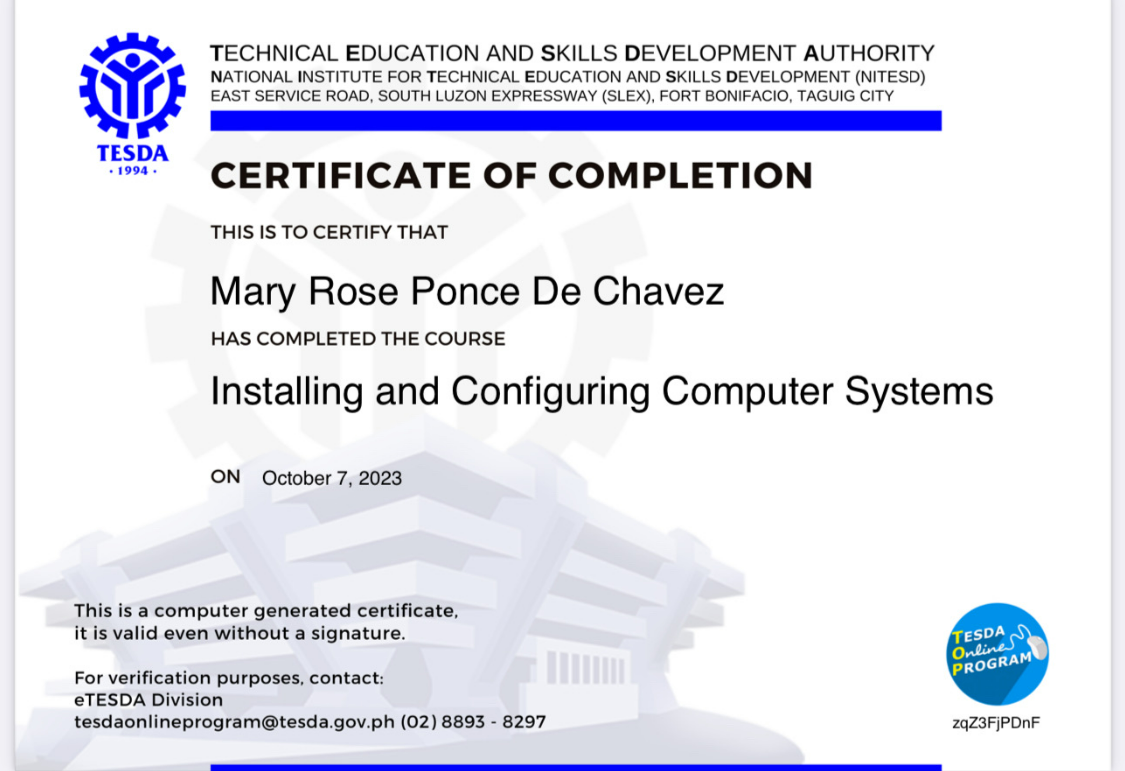 TECHNICAL EDUCATION AND SKILLS DEVELOPMENT AUTHORITY
NATIONAL INSTITUTE FOR TECHNICAL EDUCATION AND SKILLS DEVELOPMENT (NITESD)
EAST SERVICE ROAD, SOUTH LUZON EXPRESSWAY (SLEX), FORT BONIFACIO, TAGUIG CITY
TESDA
· 1994 ·
CERTIFICATE OF COMPLETION
THIS IS TO CERTIFY THAT
Mary Rose Ponce De Chavez
HAS COMPLETED THE COURSE
Installing and Configuring Computer Systems
ON October 7, 2023
This is a computer generated certificate,
it is valid even without a signature.
For verification purposes, contact:
eTESDA Division
tesdaonlineprogram@tesda.gov.ph (02) 8893 - 8297
TESDA
Online
PROGRAM
zqZ3FjPDnF